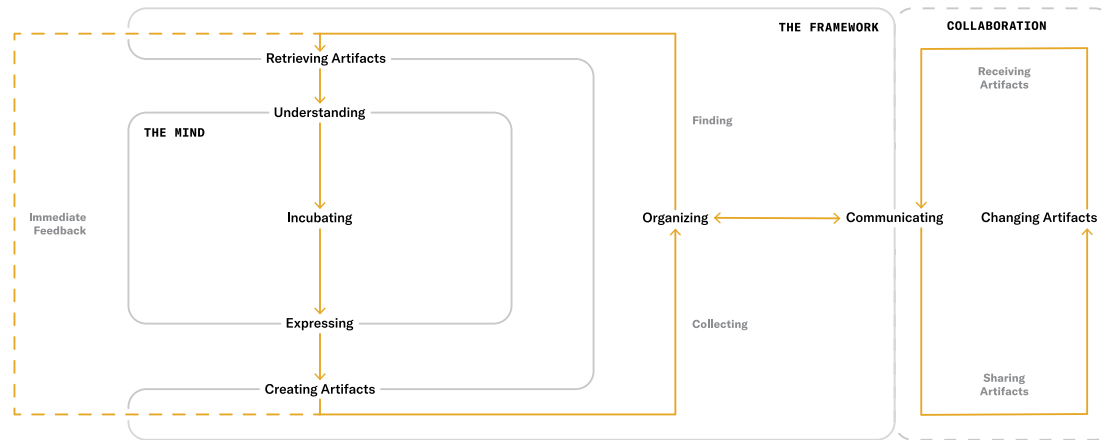 THE FRAMEWORK
COLLABORATION
Retrieving Artifacts
Receiving
Artifacts
Understanding
Finding
THE MIND
Immediate
Feedback
Incubating
Organizing
Communicating
Changing Artifacts
Expressing
Collecting
Creating Artifacts
Sharing
Artifacts